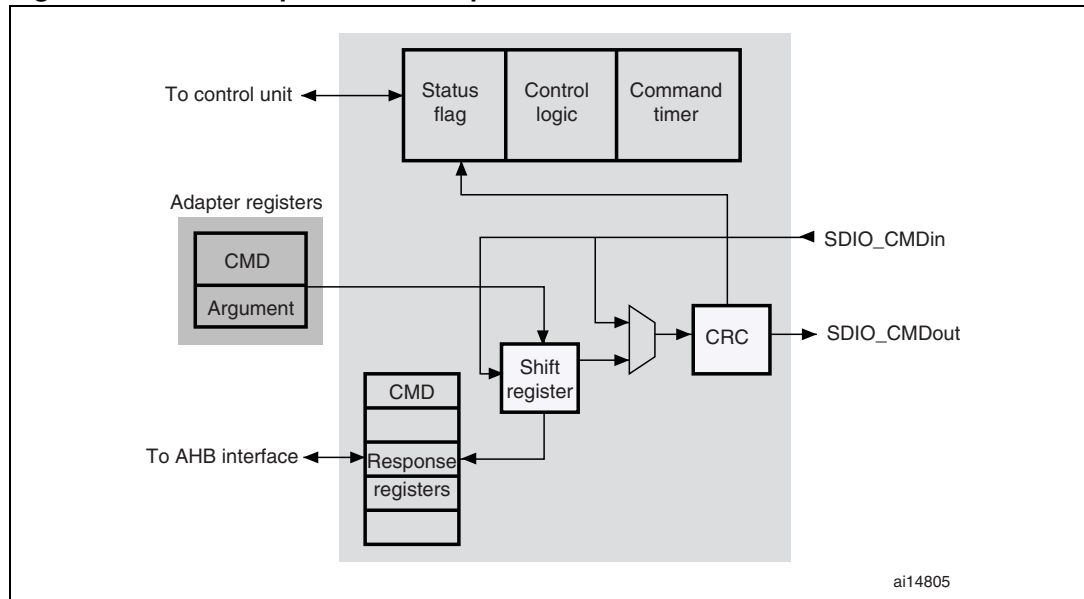 To control unit
Status
flag
Control
logic
Command
timer
Adapter registers
CMD
Argument
SDIO_CMDin
SDIO_CMDout
CRC
Shift
register
CMD
To AHB interface
Response
registers
ai14805